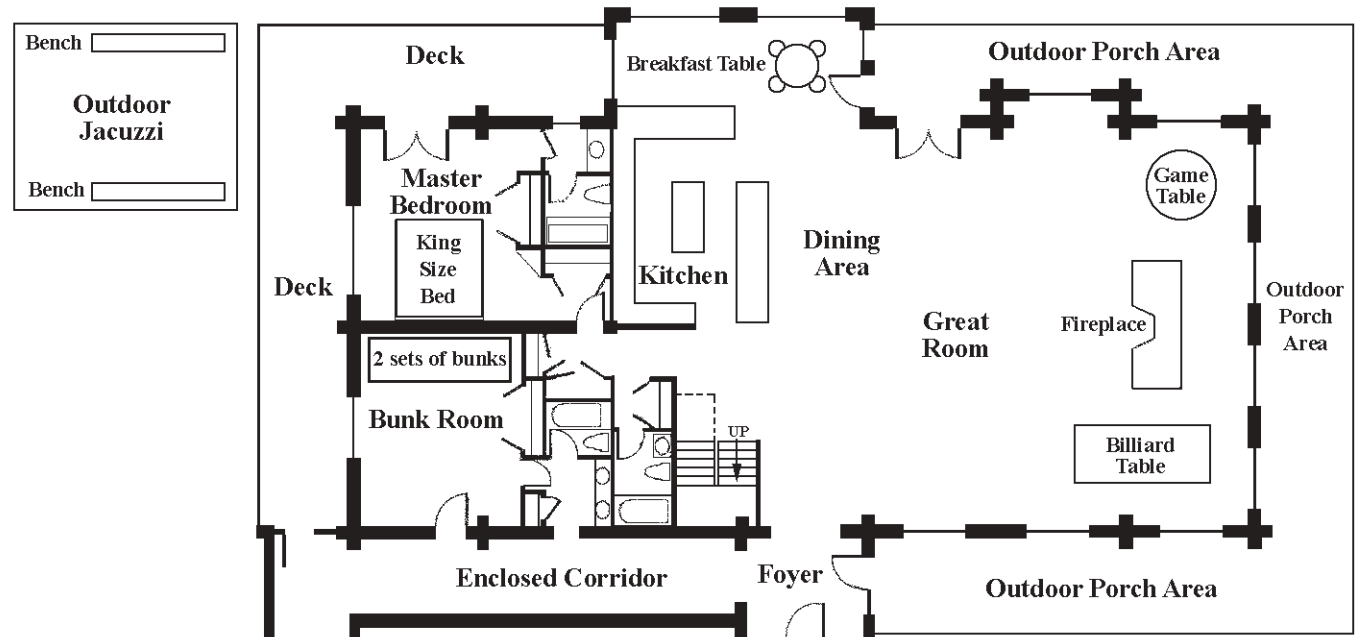 Bench
Outdoor
Jacuzzi
Bench
Deck
Breakfast Table
Outdoor Porch Area
Master
Bedroom
King
Size
Bed
Deck
Kitchen
Dining
Area
Game
Table
Great
Room
Fireplace
Outdoor
Porch
Area
2 sets of bunks
Bunk Room
UP
Billiard
Table
Enclosed Corridor
Foyer
Outdoor Porch Area